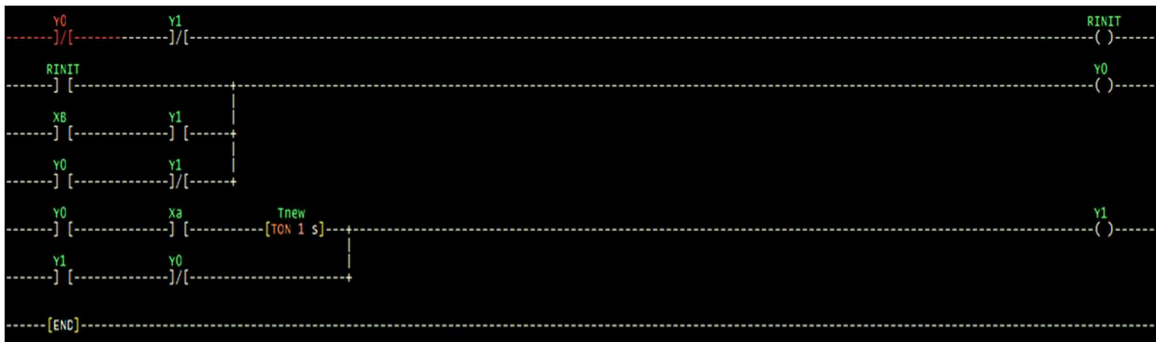 Y0 Y1 RINIT
]/[ ]/[ ( )
RINIT Y0
] [ ( )
XB Y1
] [ ] [
Y0 Y1
] [ ]/[
Y0 Xa Tnew Y1
] [ ] [ [TON 1 s] ( )
Y1 Y0
] [ ]/[
[END]